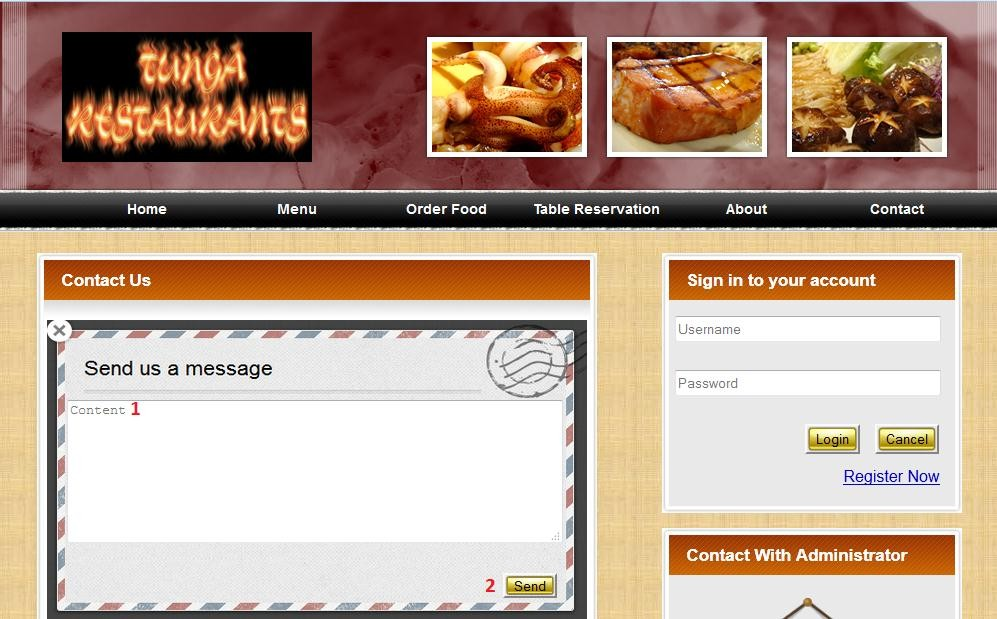 TUNGA
RESTAURANTS
Home Menu Order Food Table Reservation About Contact
Contact Us
Send us a message
Content 1
2 Send
Sign in to your account
Username
Password
Login Cancel
Register Now
Contact With Administrator